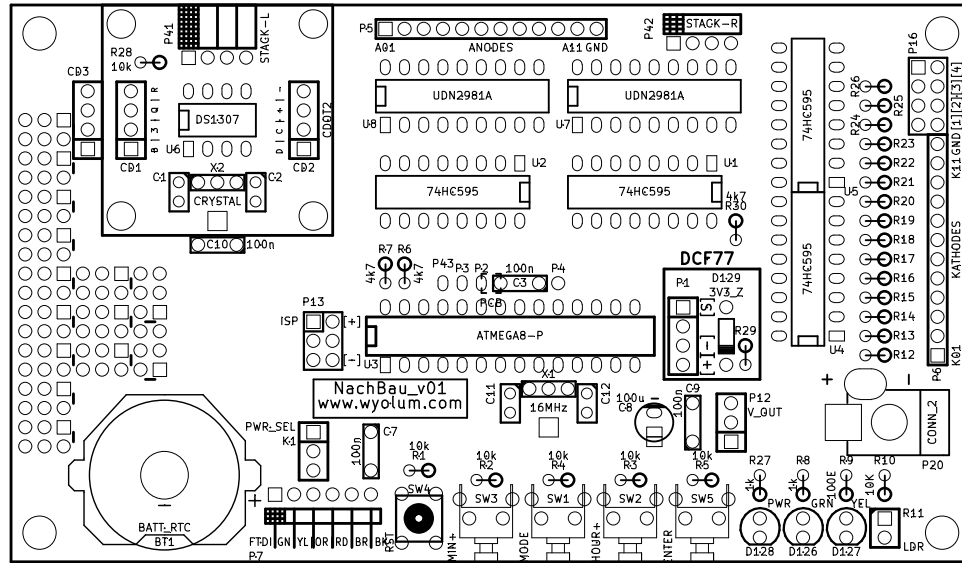 P41
STAGK-L
R28
10k
CD3
B | 3 | G | R
CD1
DS1307
U6
D | C | + | -
CDOT2
CD2
X2
C1
C2
CRYSTAL
C10
100n
P5
A01
ANODES
A11 GND
P42
STAGK-R
UDN2981A
U8
UDN2981A
U7
U2
74HC595
U1
74HC595
4k7
R30
74HC595
U5
74HC595
U4
P16
[1][2][3][4]
R26
R25
R24
R23
R22
R21
R20
R19
R18
R17
R16
R15
R14
R13
R12
K11 GND
KATHODES
K01
P6
R7
R6
4k7
4k7
P43
P3
P2
100n
C3
P4
PCB
DCF77
P1
D129
3V3_Z
[S]
[-]
[+]
R29
P13
ISP
[+]
[-]
ATMEGA8-P
U3
NachBau_v01
www.wyolum.com
C11
X1
C12
16MHz
100u
C8
100n
C9
P12
V_OUT
+
-
CONN_2
P20
PWR_SEL
K1
C7
100n
BATT_RTC
BT1
+
FTDI
GN
YL
OR
RD
BR
BK
P7
10k
R1
SW4
RST
10k
R2
SW3
MIN+
10k
R4
SW1
MODE
10k
R3
SW2
HOUR+
10k
R5
SW5
ENTER
R27
1k
R8
1k
R9
100E
R10
10K
PWR
GRN
YEL
D128
D126
D127
R11
LDR